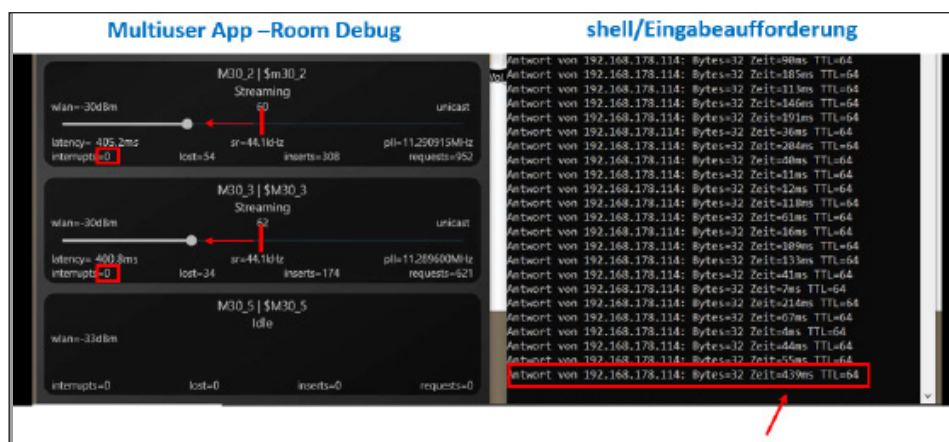 Multiuser App –Room Debug
M30_2 | $m30_2
Streaming
wlan=-30dBm
60
unicast
latency= 405.2ms
sr=44.1kHz
pll=11.290915MHz
interrupts=0
lost=54
inserts=308
requests=952
M30_3 | $M30_3
Streaming
wlan=-30dBm
62
unicast
latency= 400.8ms
sr=44.1kHz
pll=11.289600MHz
interrupts=0
lost=34
inserts=174
requests=621
M30_5 | $M30_5
Idle
wlan=-33dBm
interrupts=0
lost=0
inserts=0
requests=0
shell/Eingabeaufforderung
Vol
Antwort von 192.168.178.114: Bytes=32 Zeit=90ms TTL=64
Antwort von 192.168.178.114: Bytes=32 Zeit=185ms TTL=64
Antwort von 192.168.178.114: Bytes=32 Zeit=113ms TTL=64
Antwort von 192.168.178.114: Bytes=32 Zeit=146ms TTL=64
Antwort von 192.168.178.114: Bytes=32 Zeit=191ms TTL=64
Antwort von 192.168.178.114: Bytes=32 Zeit=36ms TTL=64
Antwort von 192.168.178.114: Bytes=32 Zeit=204ms TTL=64
Antwort von 192.168.178.114: Bytes=32 Zeit=40ms TTL=64
Antwort von 192.168.178.114: Bytes=32 Zeit=11ms TTL=64
Antwort von 192.168.178.114: Bytes=32 Zeit=12ms TTL=64
Antwort von 192.168.178.114: Bytes=32 Zeit=118ms TTL=64
Antwort von 192.168.178.114: Bytes=32 Zeit=61ms TTL=64
Antwort von 192.168.178.114: Bytes=32 Zeit=16ms TTL=64
Antwort von 192.168.178.114: Bytes=32 Zeit=109ms TTL=64
Antwort von 192.168.178.114: Bytes=32 Zeit=133ms TTL=64
Antwort von 192.168.178.114: Bytes=32 Zeit=41ms TTL=64
Antwort von 192.168.178.114: Bytes=32 Zeit=7ms TTL=64
Antwort von 192.168.178.114: Bytes=32 Zeit=214ms TTL=64
Antwort von 192.168.178.114: Bytes=32 Zeit=67ms TTL=64
Antwort von 192.168.178.114: Bytes=32 Zeit=4ms TTL=64
Antwort von 192.168.178.114: Bytes=32 Zeit=44ms TTL=64
Antwort von 192.168.178.114: Bytes=32 Zeit=55ms TTL=64
Antwort von 192.168.178.114: Bytes=32 Zeit=439ms TTL=64